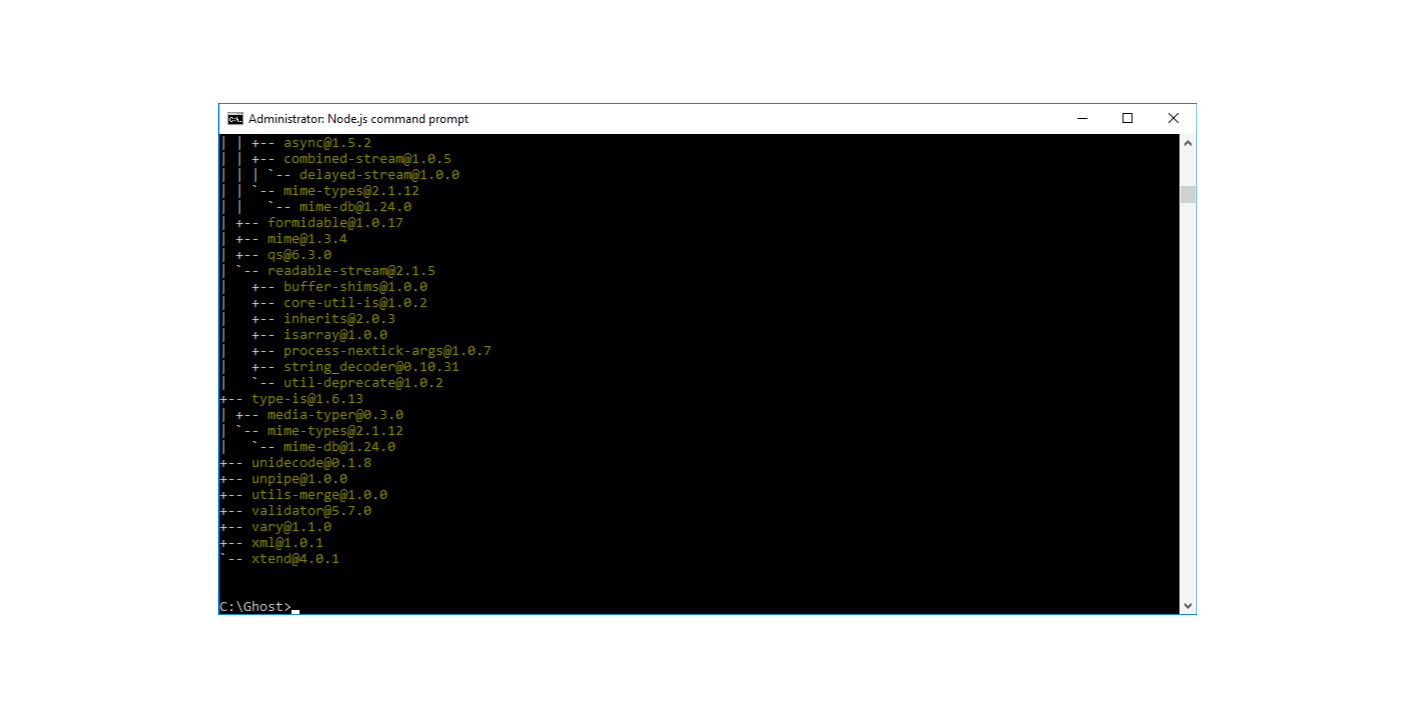 Administrator: Node.js command prompt
| | +-- async@1.5.2
| | +-- combined-stream@1.0.5
| | | `-- delayed-stream@1.0.0
| | `-- mime-types@2.1.12
| |   `-- mime-db@1.24.0
| +-- formidable@1.0.17
| +-- mime@1.3.4
| +-- qs@6.3.0
| `-- readable-stream@2.1.5
|   +-- buffer-shims@1.0.0
|   +-- core-util-is@1.0.2
|   +-- inherits@2.0.3
|   +-- isarray@1.0.0
|   +-- process-nextick-args@1.0.7
|   +-- string_decoder@0.10.31
|   `-- util-deprecate@1.0.2
+-- type-is@1.6.13
| +-- media-typer@0.3.0
| `-- mime-types@2.1.12
|   `-- mime-db@1.24.0
+-- unidecode@0.1.8
+-- unpipe@1.0.0
+-- utils-merge@1.0.0
+-- validator@5.7.0
+-- vary@1.1.0
+-- xml@1.0.1
`-- xtend@4.0.1
C:\Ghost>